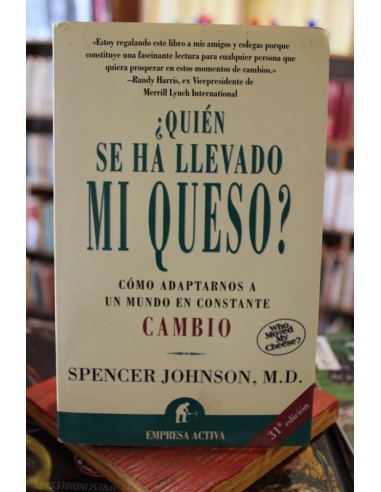 «Estoy regalando este libro a mis amigos y colegas porque
constituye una fascinante lectura para cualquier persona que
quiera prosperar en estos momentos de cambios.»
–Randy Harris, ex Vicepresidente de
Merrill Lynch International
¿QUIÉN
SE HA LLEVADO
MI QUESO?
CÓMO ADAPTARNOS A
UN MUNDO EN CONSTANTE
CAMBIO
Who
Moved
My
Cheese?
SPENCER JOHNSON, M.D.
31ª edición
EMPRESA ACTIVA